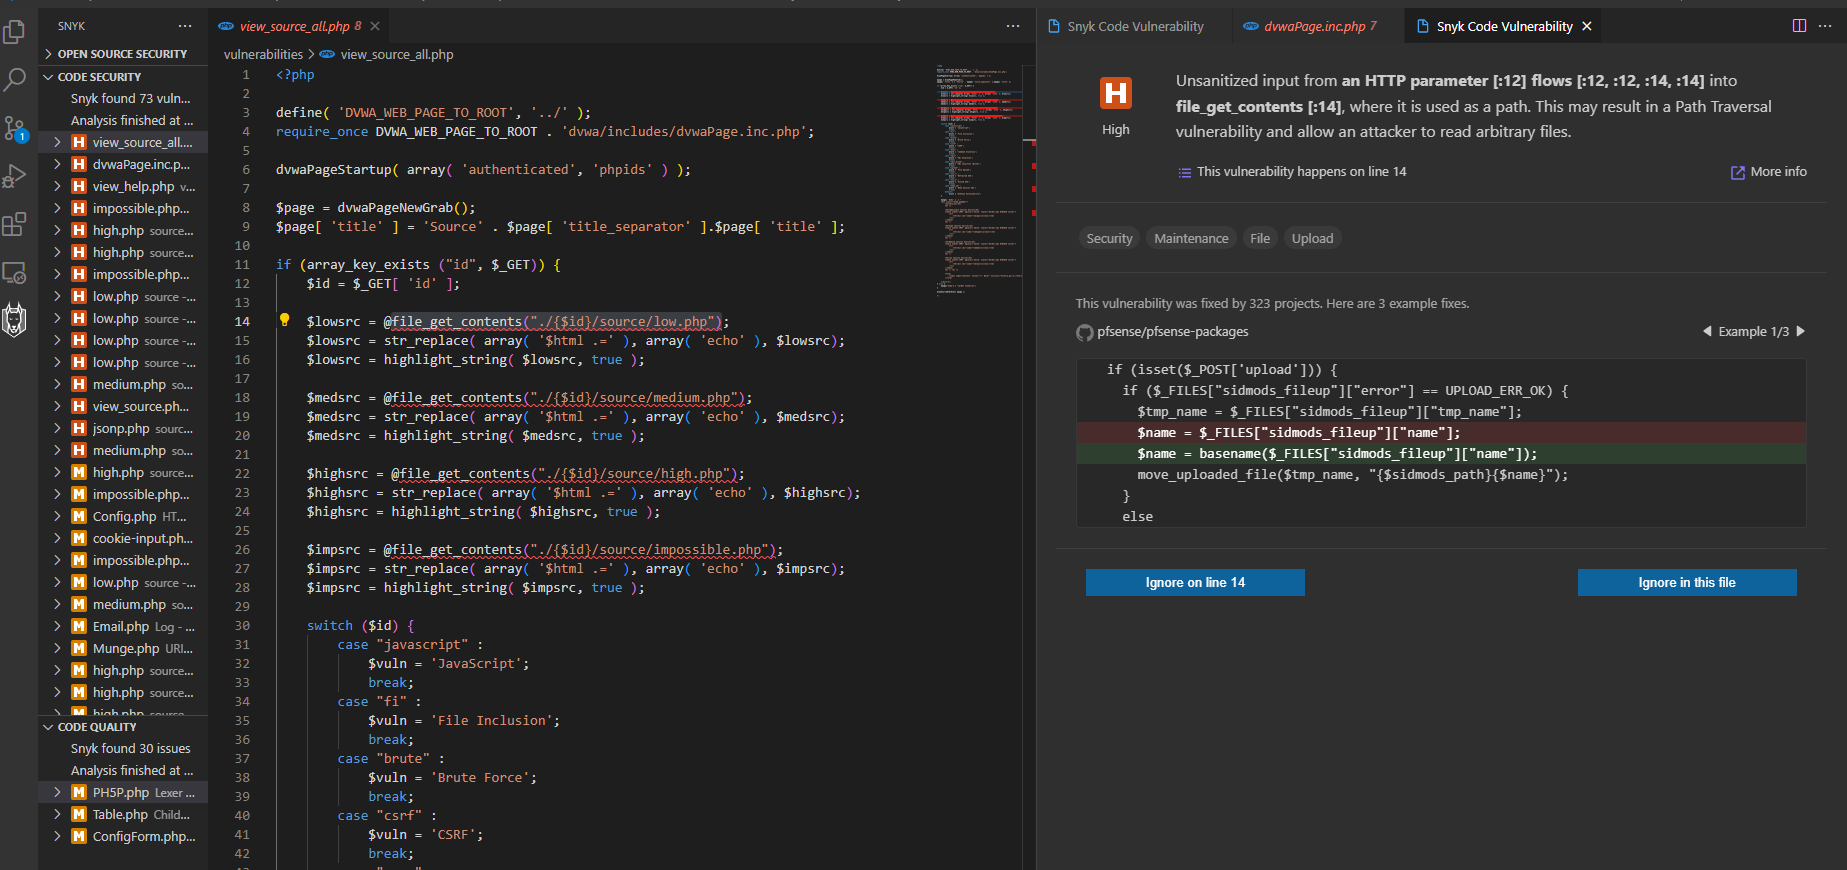 SNYK
OPEN SOURCE SECURITY
CODE SECURITY
Snyk found 73 vuln...
Analysis finished at ...
H view_source_all....
H dvwaPage.inc.p...
H view_help.php v...
H impossible.php...
H high.php source...
H high.php source...
H impossible.php...
H low.php source -...
H low.php source -...
H low.php source -...
H low.php source -...
H medium.php so...
H view_source.ph...
H jsonp.php sourc...
H medium.php so...
M high.php source...
M impossible.php...
M Config.php HT...
M cookie-input.ph...
M impossible.php...
M low.php source -...
M medium.php so...
M Email.php Log - ...
M Munge.php URI...
M high.php source...
M high.php source...
M high.php source
CODE QUALITY
Snyk found 30 issues
Analysis finished at ...
M PH5P.php Lexer ...
M Table.php Child...
M ConfigForm.php...
1
php view_source_all.php 8
vulnerabilities > php view_source_all.php
1 <?php
2
3 define( 'DVWA_WEB_PAGE_TO_ROOT', '../' );
4 require_once DVWA_WEB_PAGE_TO_ROOT . 'dvwa/includes/dvwaPage.inc.php';
5
6 dvwaPageStartup( array( 'authenticated', 'phpids' ) );
7
8 $page = dvwaPageNewGrab();
9 $page[ 'title' ] = 'Source' . $page[ 'title_separator' ].$page[ 'title' ];
10
11 if (array_key_exists ("id", $_GET)) {
12 $id = $_GET[ 'id' ];
13
14 $lowsrc = @file_get_contents("./{$id}/source/low.php");
15 $lowsrc = str_replace( array( '$html .=' ), array( 'echo' ), $lowsrc);
16 $lowsrc = highlight_string( $lowsrc, true );
17
18 $medsrc = @file_get_contents("./{$id}/source/medium.php");
19 $medsrc = str_replace( array( '$html .=' ), array( 'echo' ), $medsrc);
20 $medsrc = highlight_string( $medsrc, true );
21
22 $highsrc = @file_get_contents("./{$id}/source/high.php");
23 $highsrc = str_replace( array( '$html .=' ), array( 'echo' ), $highsrc);
24 $highsrc = highlight_string( $highsrc, true );
25
26 $impsrc = @file_get_contents("./{$id}/source/impossible.php");
27 $impsrc = str_replace( array( '$html .=' ), array( 'echo' ), $impsrc);
28 $impsrc = highlight_string( $impsrc, true );
29
30 switch ($id) {
31 case "javascript" :
32 $vuln = 'JavaScript';
33 break;
34 case "fi" :
35 $vuln = 'File Inclusion';
36 break;
37 case "brute" :
38 $vuln = 'Brute Force';
39 break;
40 case "csrf" :
41 $vuln = 'CSRF';
42 break;
Snyk Code Vulnerability
php dvwaPage.inc.php 7
Snyk Code Vulnerability
H
High
Unsanitized input from an HTTP parameter [:12] flows [:12, :12, :14, :14] into
file_get_contents [:14], where it is used as a path. This may result in a Path Traversal
vulnerability and allow an attacker to read arbitrary files.
This vulnerability happens on line 14
More info
Security Maintenance File Upload
This vulnerability was fixed by 323 projects. Here are 3 example fixes.
pfsense/pfsense-packages
Example 1/3
if (isset($_POST['upload'])) {
if ($_FILES["sidmods_fileup"]["error"] == UPLOAD_ERR_OK) {
$tmp_name = $_FILES["sidmods_fileup"]["tmp_name"];
$name = $_FILES["sidmods_fileup"]["name"];
$name = basename($_FILES["sidmods_fileup"]["name"]);
move_uploaded_file($tmp_name, "{$sidmods_path}{$name}");
}
else
Ignore on line 14
Ignore in this file